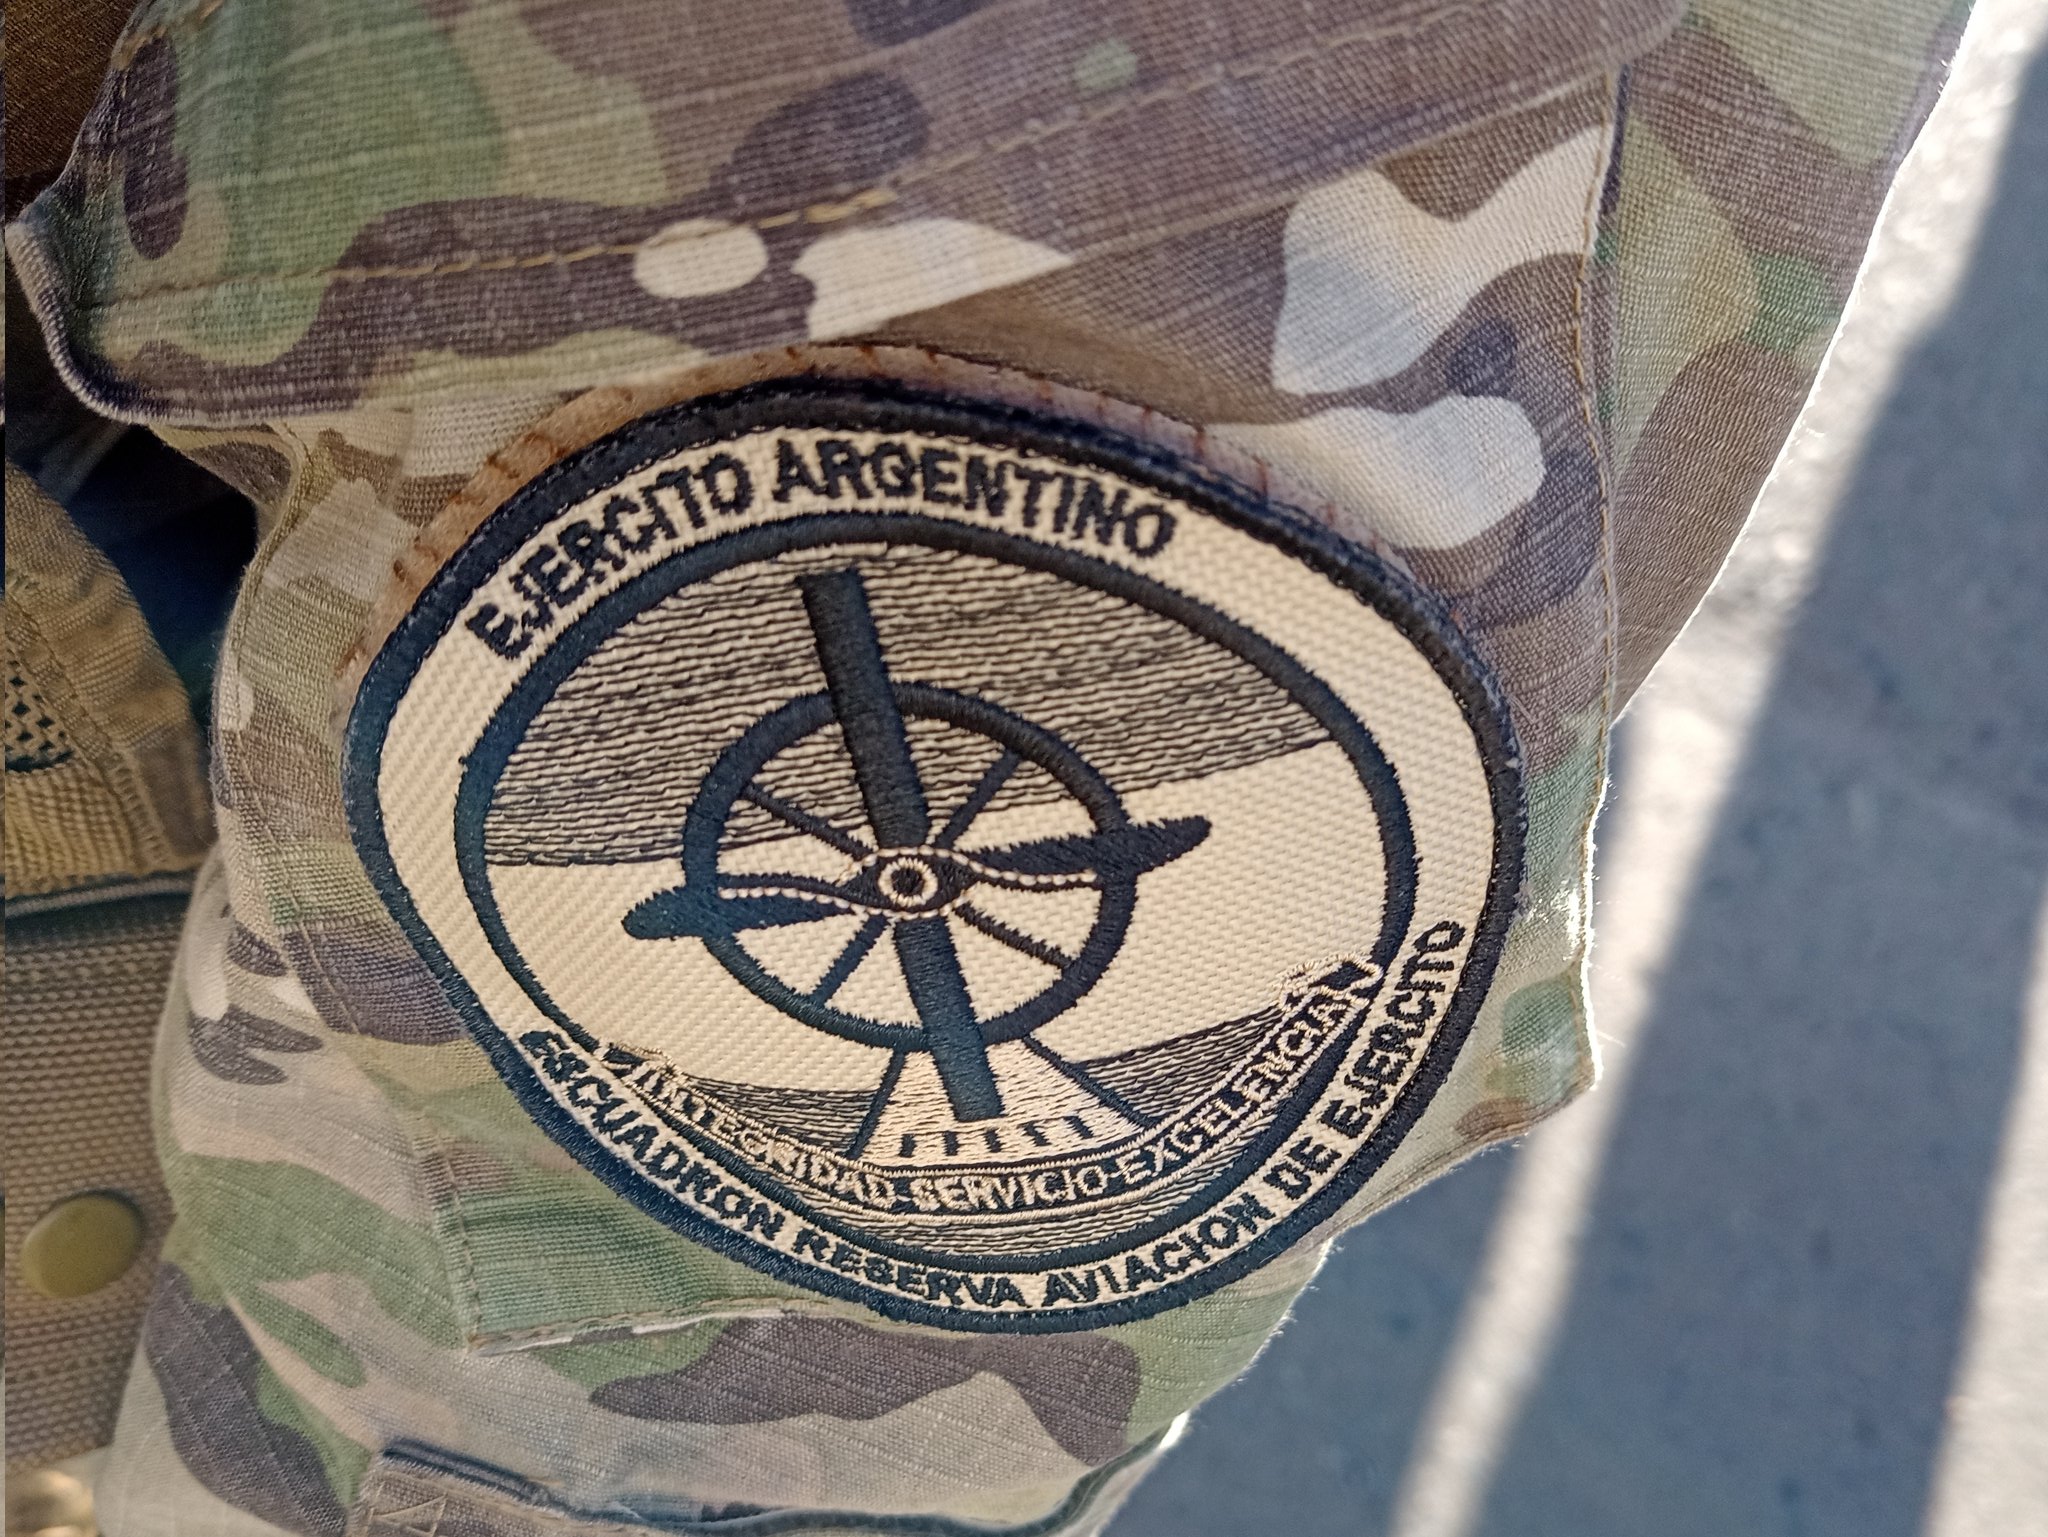 EJERCITO ARGENTINO
INTEGRIDAD-SERVICIO-EXCELENCIA
ESCUADRON RESERVA AVIACION DE EJERCITO